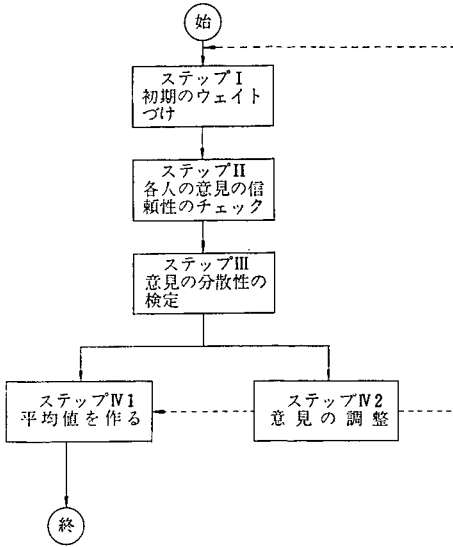 始
ステップⅠ
初期のウェイト
づけ
ステップⅡ
各人の意見の信
頼性のチェック
ステップⅢ
意見の分散性の
検定
ステップⅣ1
平均値を作る
ステップⅣ2
意見の調整
終